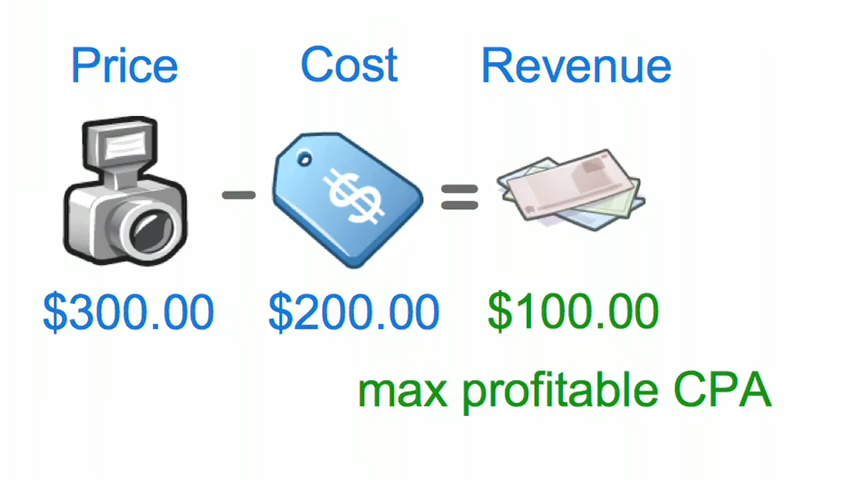 Price Cost Revenue
- $ =
$300.00 $200.00 $100.00
max profitable CPA